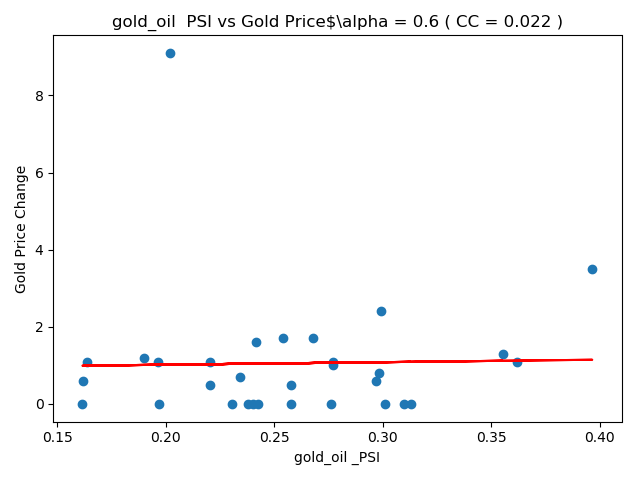 gold_oil  PSI vs Gold Price$\alpha = 0.6 ( CC = 0.022 )
Gold Price Change
8
6
4
2
0
0.15 0.20 0.25 0.30 0.35 0.40
gold_oil _PSI